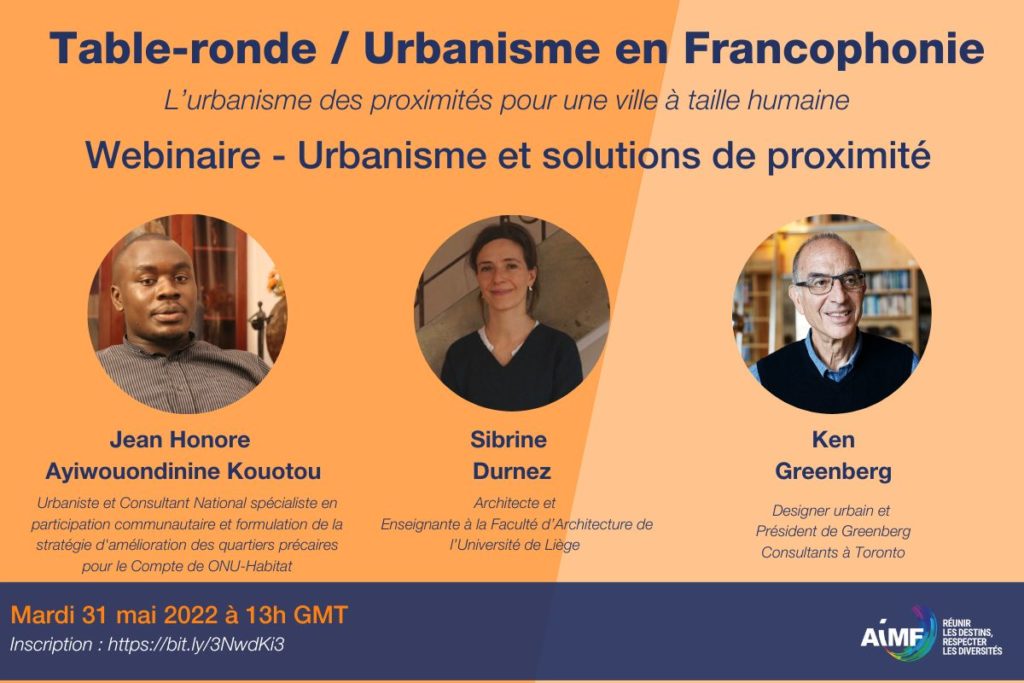 Table-ronde / Urbanisme en Francophonie
L'urbanisme des proximités pour une ville à taille humaine
Webinaire - Urbanisme et solutions de proximité
Jean Honore
Ayiwouondinine Kouotou
Urbaniste et Consultant National spécialiste en
participation communautaire et formulation de la
stratégie d'amélioration des quartiers précaires
pour le Compte de ONU-Habitat
Sibrine
Durnez
Architecte et
Enseignante à la Faculté d'Architecture de
l'Université de Liège
Ken
Greenberg
Designer urbain et
Président de Greenberg
Consultants à Toronto
Mardi 31 mai 2022 à 13h GMT
Inscription : https://bit.ly/3NwdKi3
AIMF
RÉUNIR
LES DESTINS,
RESPECTER
LES DIVERSITÉS